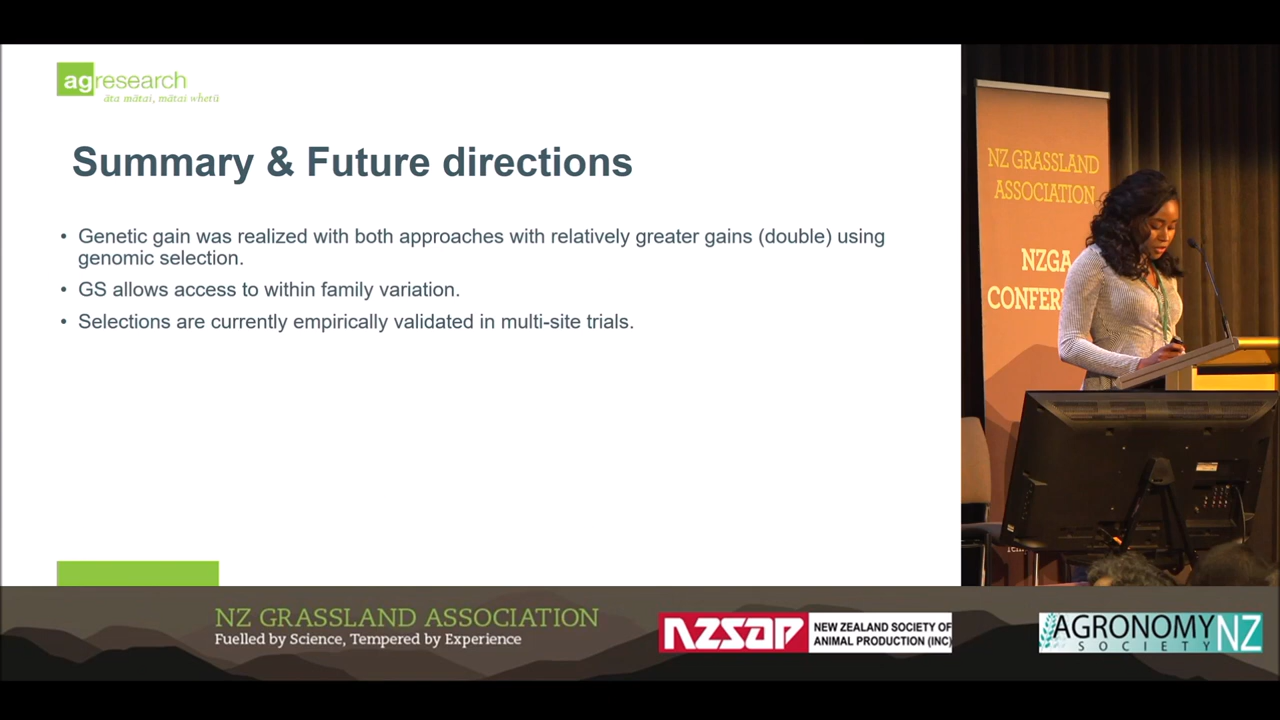 agresearch
āta mātai, mātai whetū
Summary & Future directions
• Genetic gain was realized with both approaches with relatively greater gains (double) using
genomic selection.
• GS allows access to within family variation.
• Selections are currently empirically validated in multi-site trials.
NZ GRASSLAND
ASSOCIATION
NZGA
NZ GRASSLAND ASSOCIATION
Fuelled by Science, Tempered by Experience
NZSAP
NEW ZEALAND SOCIETY OF
ANIMAL PRODUCTION (INC)
AGRONOMY NZ
SOCIETY